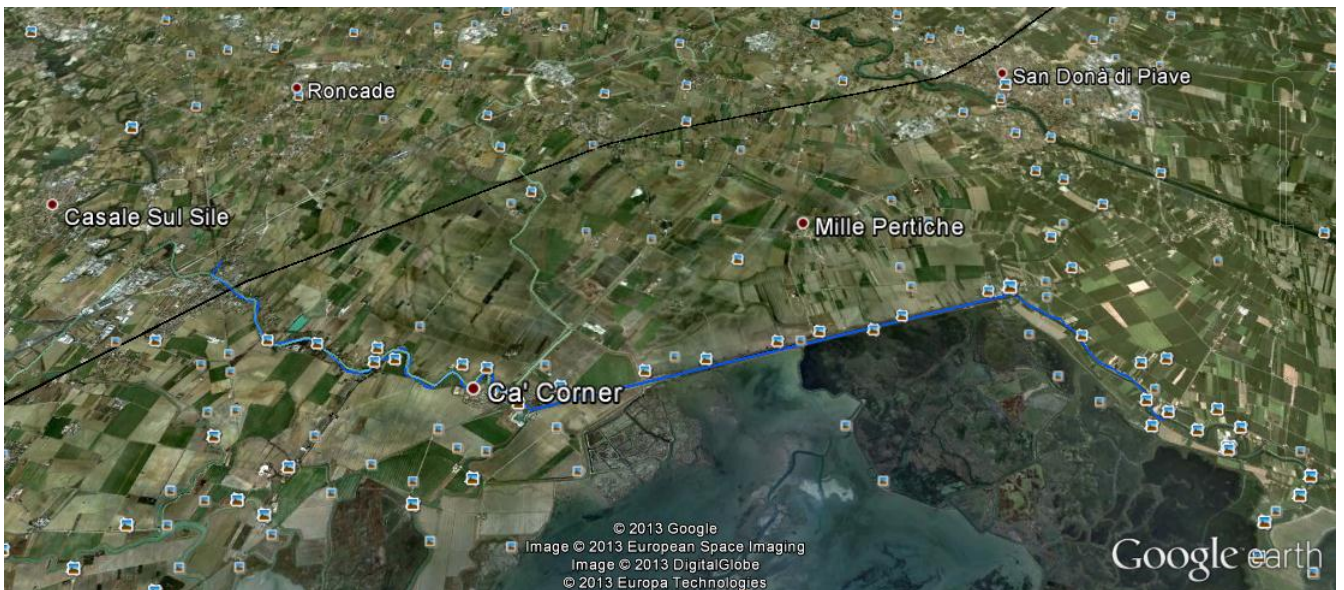 San Donà di Piave
Roncade
Casale Sul Sile
Mille Pertiche
Ca' Corner
© 2013 Google
Image © 2013 European Space Imaging
Image © 2013 DigitalGlobe
© 2013 Europa Technologies
Google earth